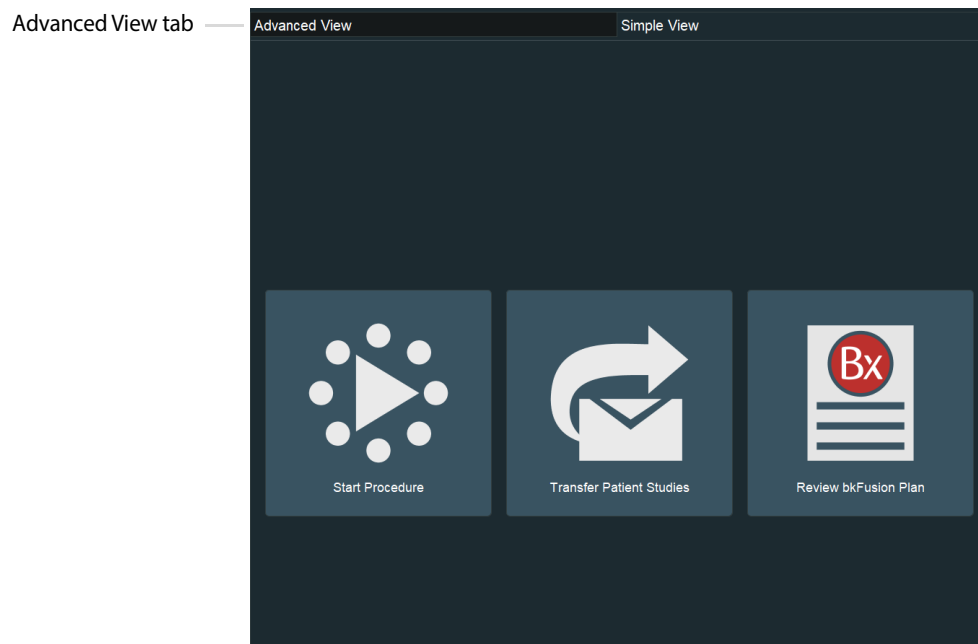 Advanced View tab
Advanced View
Simple View
Bx
Start Procedure
Transfer Patient Studies
Review bkFusion Plan